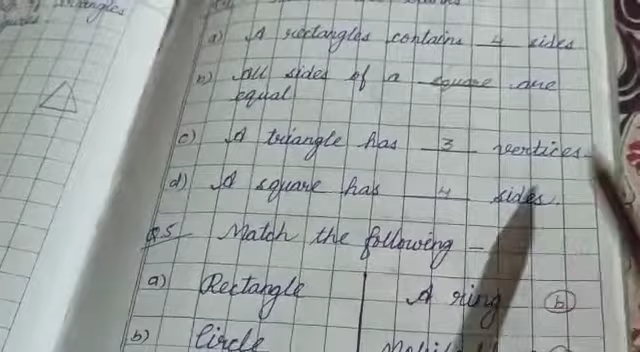 a) A rectangles contains 4 sides
b) All sides of a square are
equal
c) A triangle has 3 vertices.
d) A square has 4 sides.
Q5 Match the following -
a) Rectangle A ring b
b) Circle